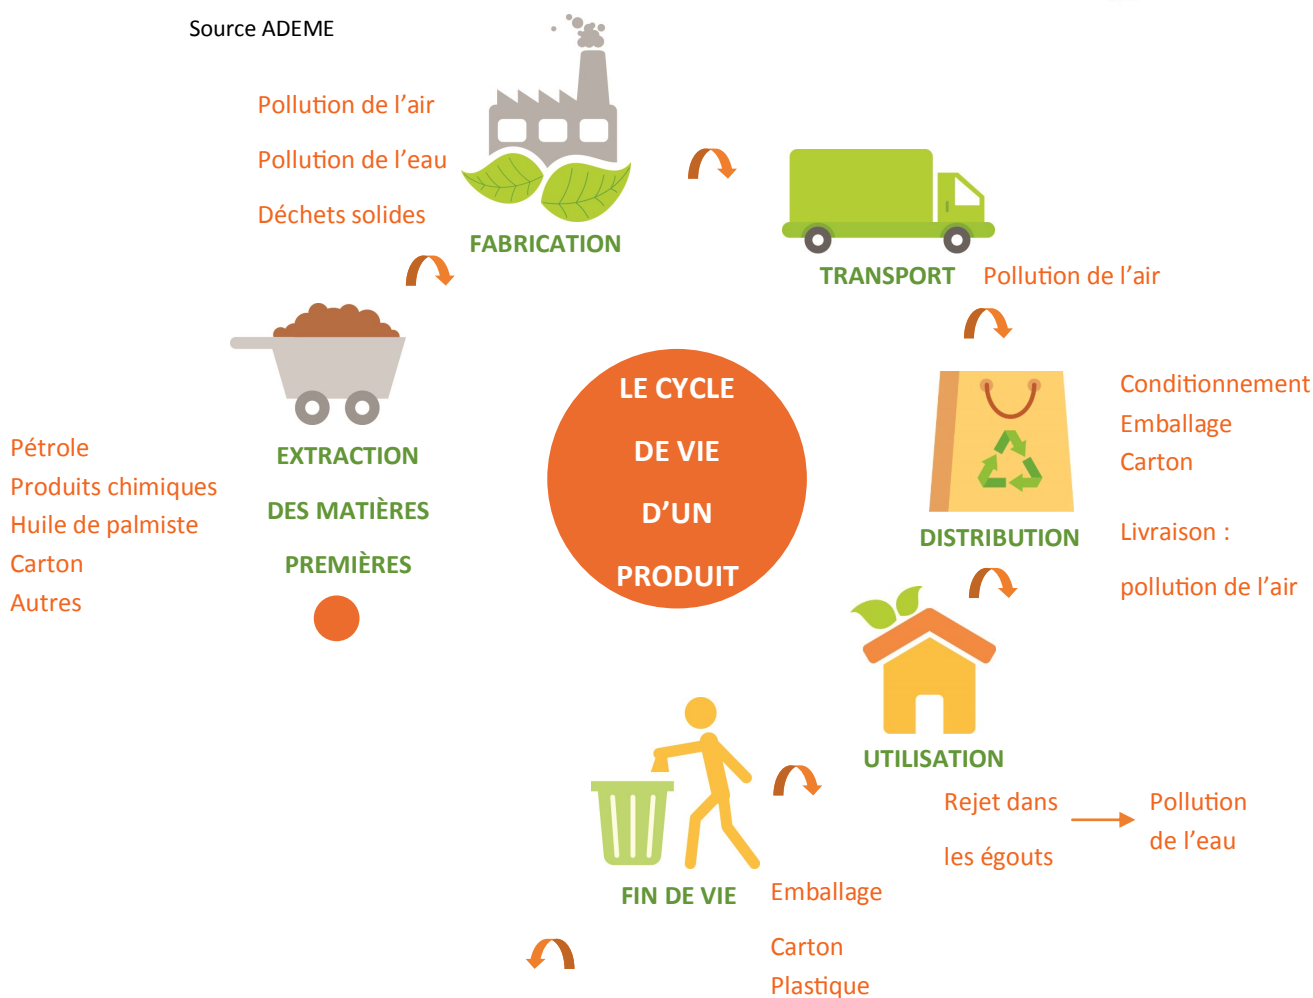 Source ADEME
Pollution de l’air
Pollution de l’eau
Déchets solides
FABRICATION
TRANSPORT
Pollution de l’air
Conditionnement
Emballage
Carton
DISTRIBUTION
Livraison :
pollution de l’air
UTILISATION
Rejet dans
les égouts
Pollution
de l’eau
FIN DE VIE
Emballage
Carton
Plastique
EXTRACTION
DES MATIÈRES
PREMIÈRES
Pétrole
Produits chimiques
Huile de palmiste
Carton
Autres
LE CYCLE
DE VIE
D’UN
PRODUIT